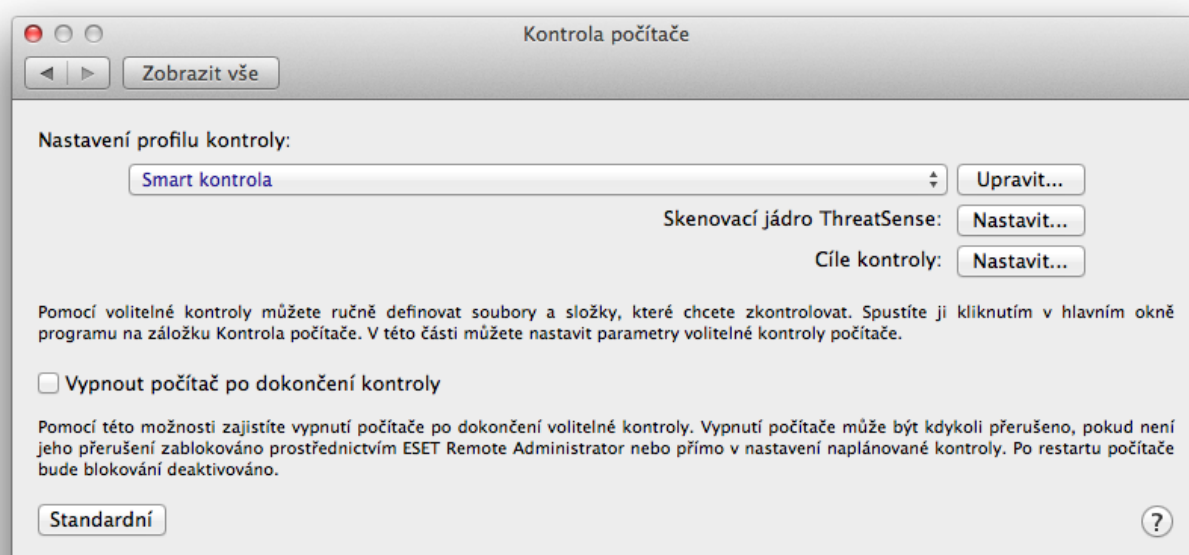 Kontrola počítače
Zobrazit vše
Nastavení profilu kontroly:
Smart kontrola
Upravit...
Skenovací jádro ThreatSense:
Nastavit...
Cíle kontroly:
Nastavit...
Pomocí volitelné kontroly můžete ručně definovat soubory a složky, které chcete zkontrolovat. Spustíte ji kliknutím v hlavním okně
programu na záložku Kontrola počítače. V této části můžete nastavit parametry volitelné kontroly počítače.
Vypnout počítač po dokončení kontroly
Pomocí této možnosti zajistíte vypnutí počítače po dokončení volitelné kontroly. Vypnutí počítače může být kdykoli přerušeno, pokud není
jeho přerušení zablokováno prostřednictvím ESET Remote Administrator nebo přímo v nastavení naplánované kontroly. Po restartu počítače
bude blokování deaktivováno.
Standardní
?